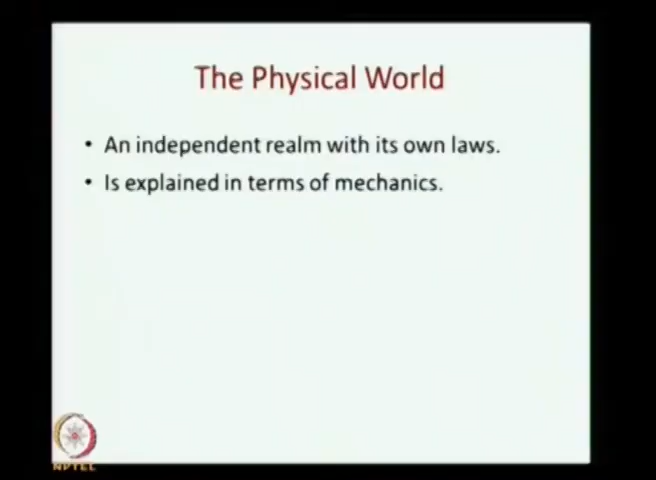 The Physical World
• An independent realm with its own laws.
• Is explained in terms of mechanics.
NPTEL